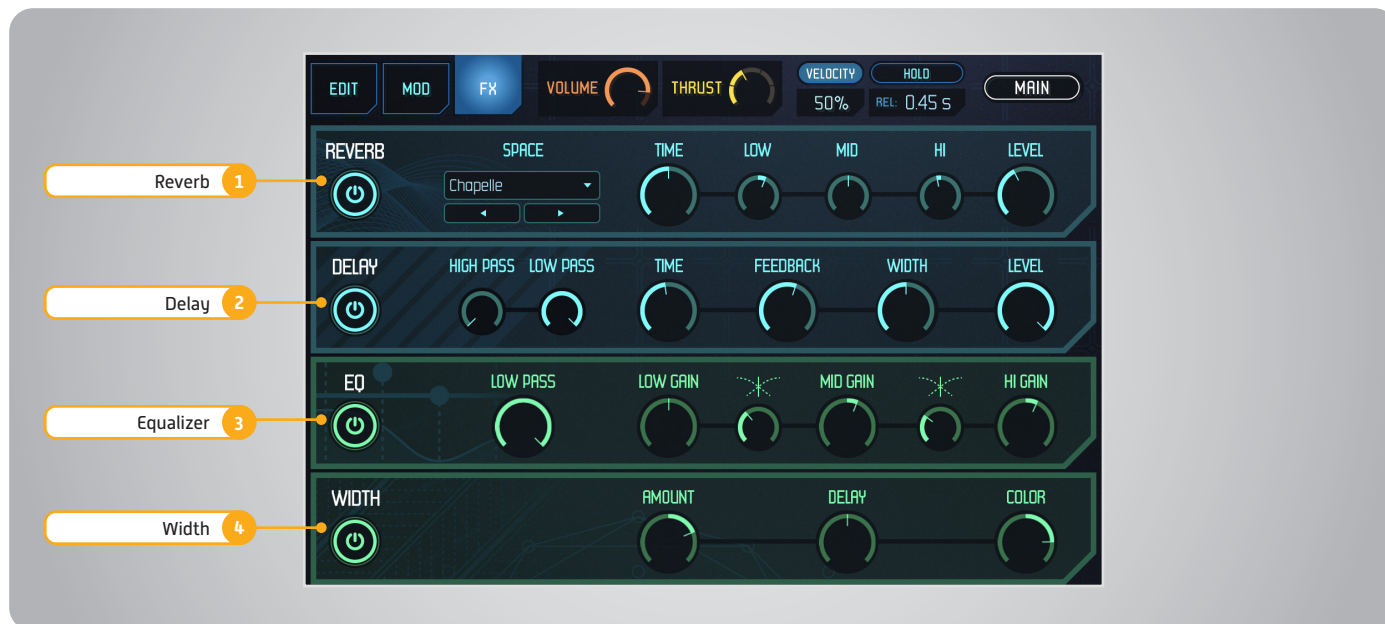 EDIT MOD FX VOLUME THRUST VELOCITY HOLD MAIN
50% REL: 0.45 s
REVERB SPACE TIME LOW MID HI LEVEL
Chapelle
Reverb 1
DELAY HIGH PASS LOW PASS TIME FEEDBACK WIDTH LEVEL
Delay 2
EQ LOW PASS LOW GAIN MID GAIN HI GAIN
Equalizer 3
WIDTH AMOUNT DELAY COLOR
Width 4